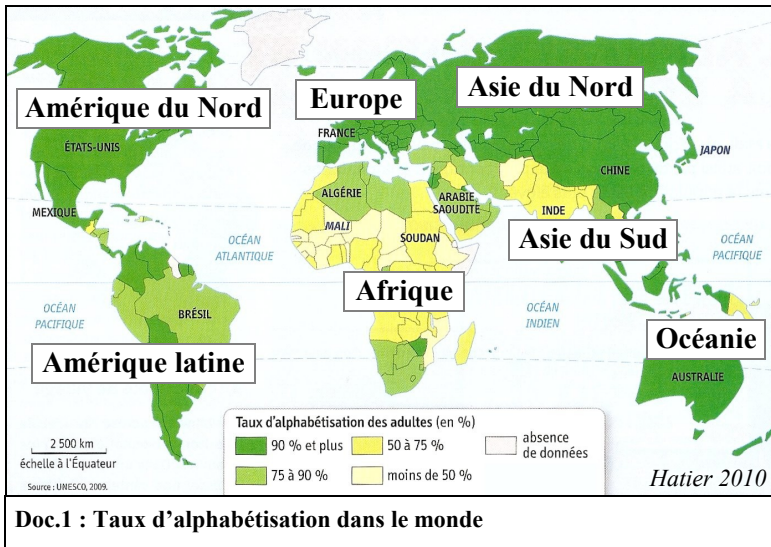 Amérique du Nord
Europe
Asie du Nord
FRANCE
ÉTATS-UNIS
CHINE
JAPON
MEXIQUE
ALGÉRIE
ARABIE
SAOUDITE
MALI
SOUDAN
INDE
OCÉAN
ATLANTIQUE
Asie du Sud
OCÉAN
PACIFIQUE
Afrique
OCÉAN
PACIFIQUE
BRÉSIL
OCÉAN
INDIEN
Amérique latine
Océanie
AUSTRALIE
Taux d'alphabétisation des adultes (en %)
90 % et plus
50 à 75 %
absence
de données
75 à 90 %
moins de 50 %
2 500 km
échelle à l'Équateur
Source : UNESCO, 2009.
Hatier 2010
Doc.1 : Taux d'alphabétisation dans le monde